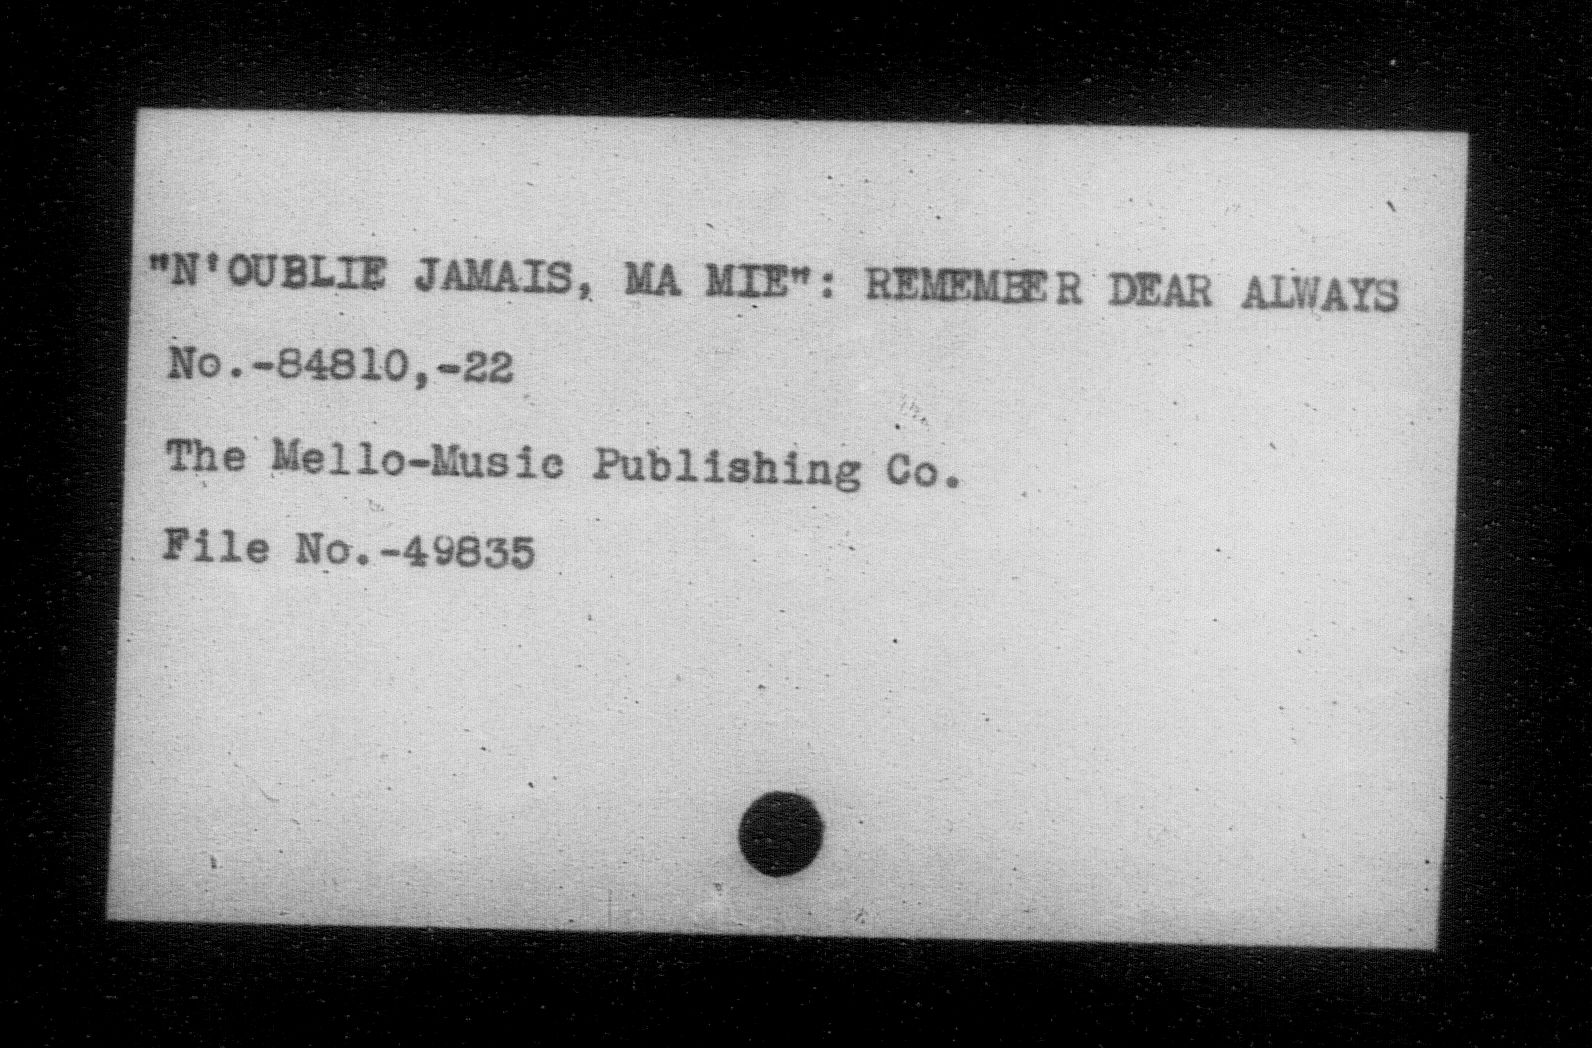 "N'OUBLIE JAMAIS, MA MIE": REMEMBER DEAR ALWAYS
No.-84810,-22
The Mello-Music Publishing Co.
File No.-49835